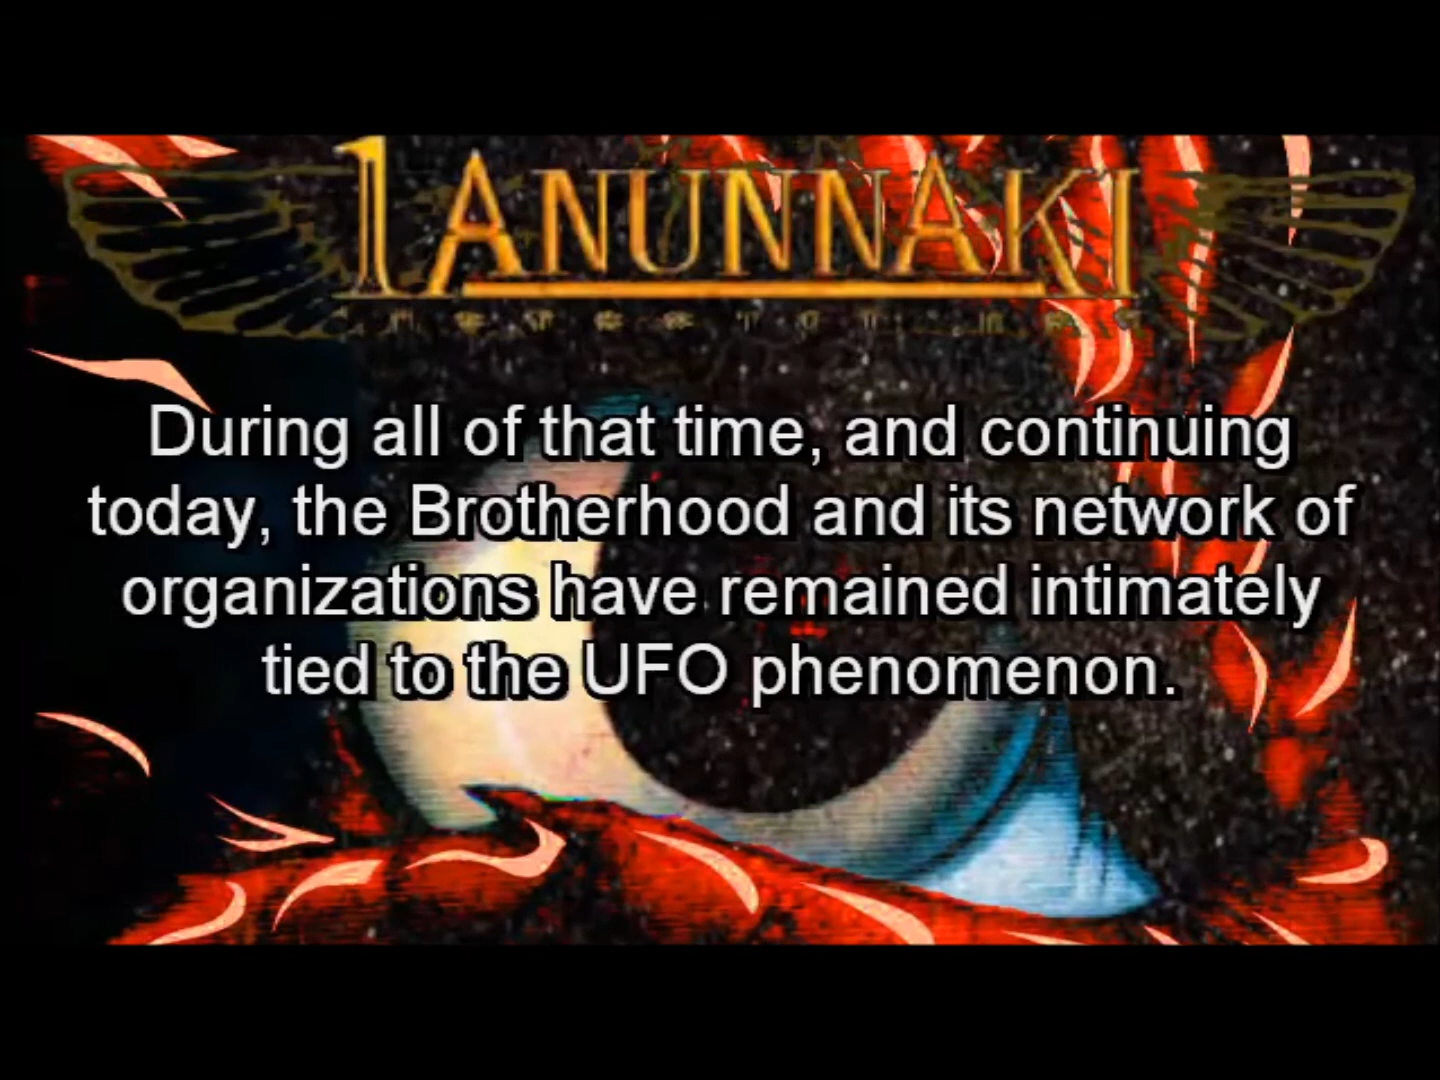 1ANUNNAKI
During all of that time, and continuing
today, the Brotherhood and its network of
organizations have remained intimately
tied to the UFO phenomenon.